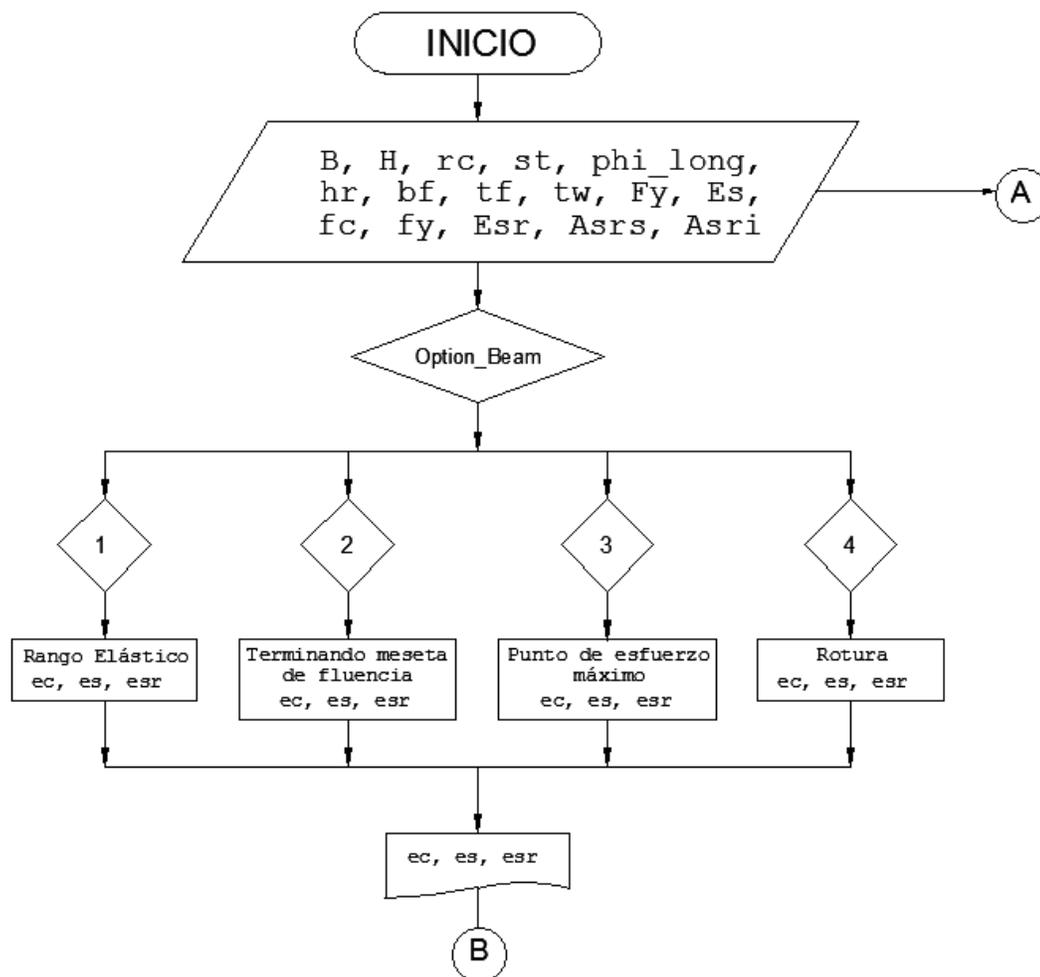 INICIO
B, H, rc, st, phi_long,
hr, bf, tf, tw, Fy, Es,
fc, fy, Esr, Asrs, Asri
A
Option_Beam
1
2
3
4
Rango Elástico
ec, es, esr
Terminando meseta
de fluencia
ec, es, esr
Punto de esfuerzo
máximo
ec, es, esr
Rotura
ec, es, esr
ec, es, esr
B